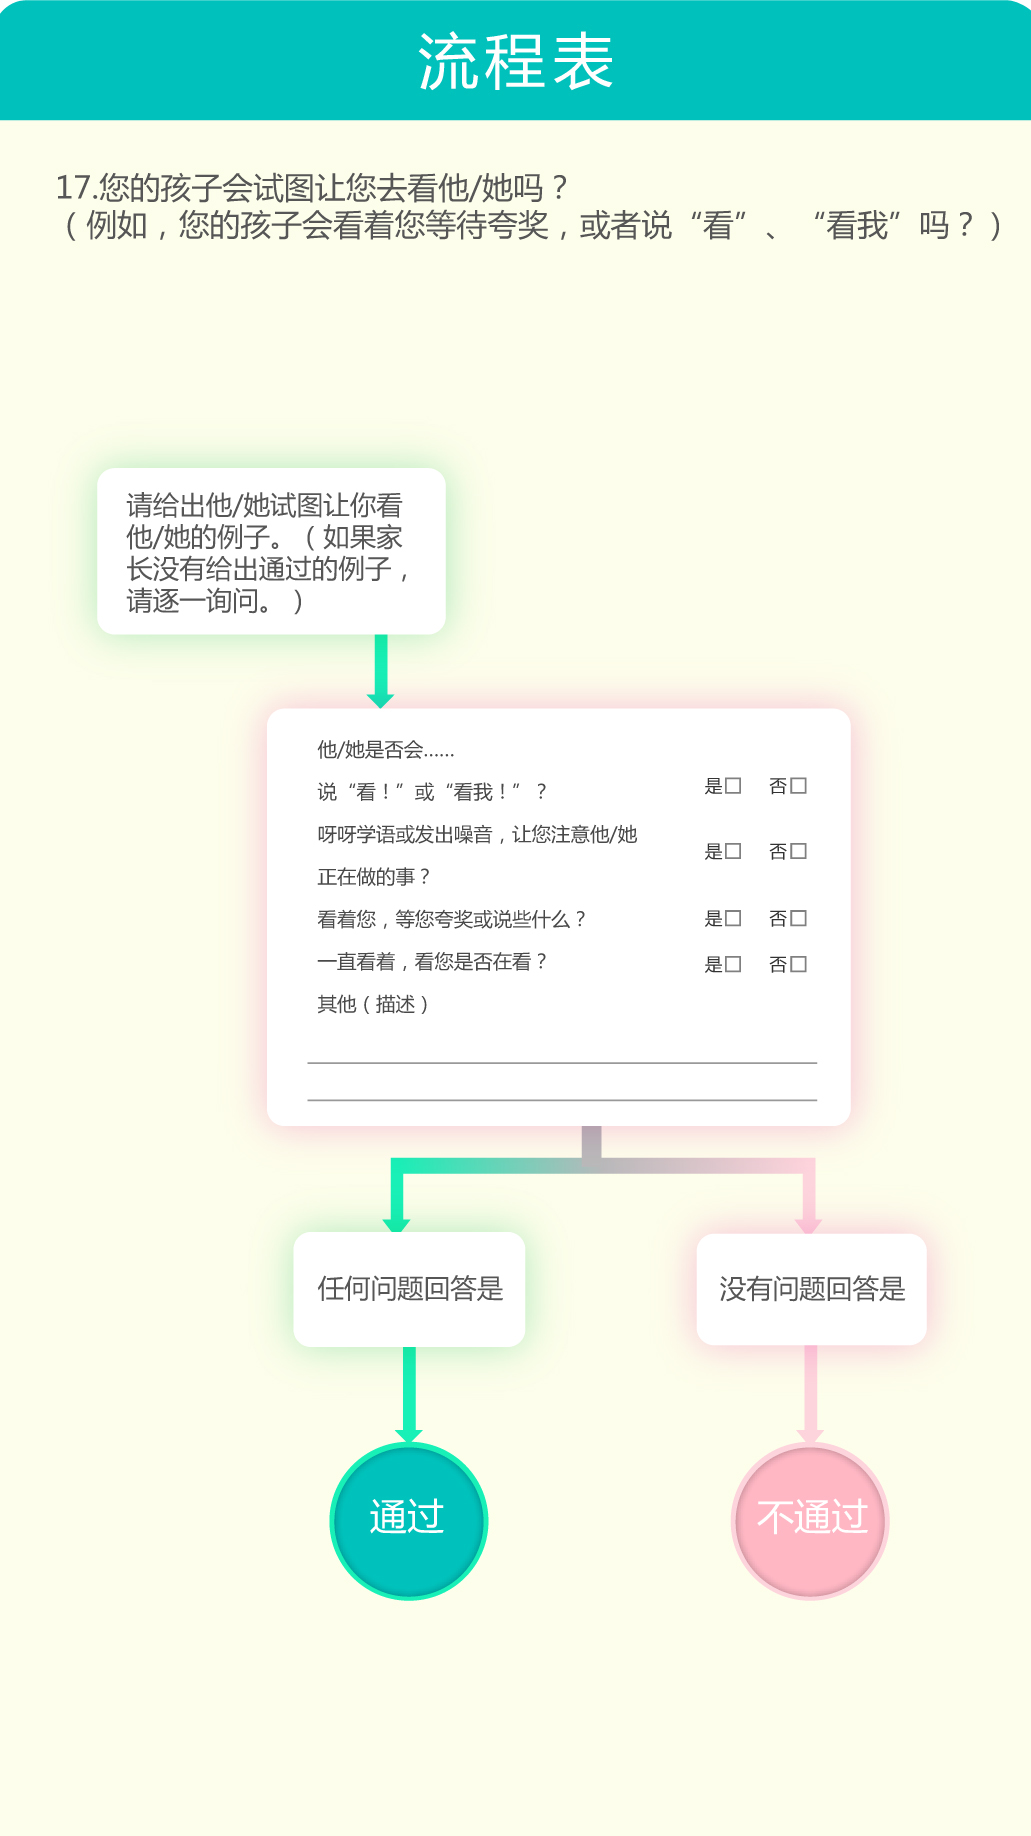 流程表
17.您的孩子会试图让您去看他/她吗？
（例如，您的孩子会看着您等待夸奖，或者说“看”、“看我”吗？）
请给出他/她试图让你看
他/她的例子。（如果家
长没有给出通过的例子，
请逐一询问。）
他/她是否会......
说“看！”或“看我！”？ 是□ 否□
呀呀学语或发出噪音，让您注意他/她
正在做的事？ 是□ 否□
看着您，等您夸奖或说些什么？ 是□ 否□
一直看着，看您是否在看？ 是□ 否□
其他（描述）
任何问题回答是
没有问题回答是
通过
不通过